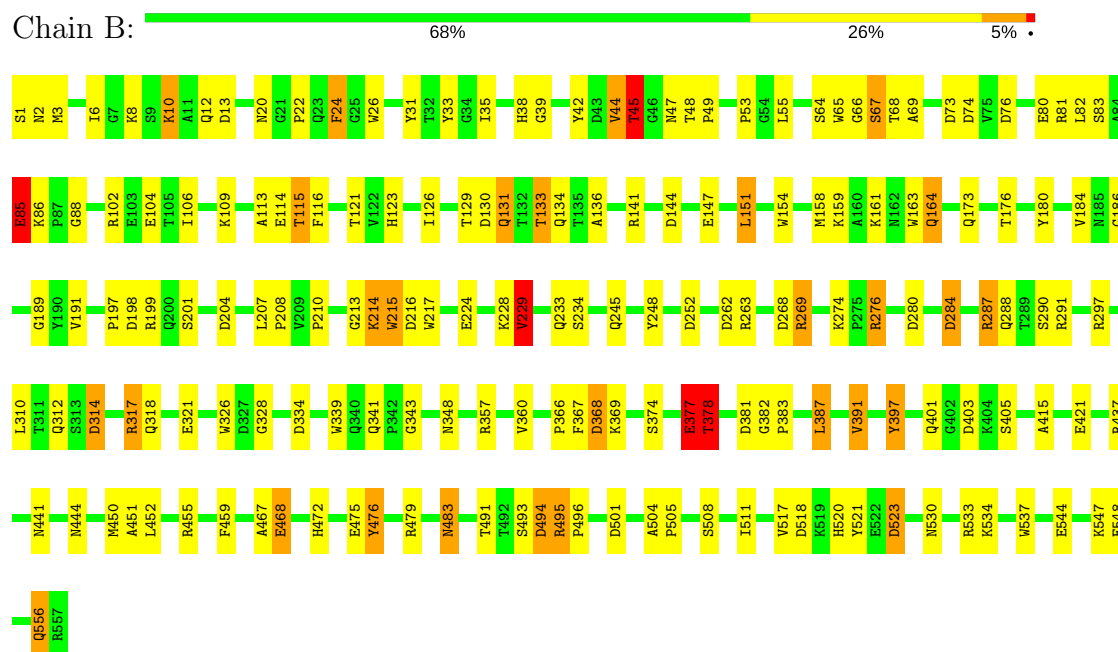 Chain B:
68% 26% 5% •
S1 N2 M3 I6 G7 K8 S9 K10 A11 Q12 D13 N20 G21 P22 Q23 F24 G25 W26 Y31 T32 Y33 G34 I35 H38 G39 Y42 D43 V44 T45 G46 N47 T48 P49 P53 G54 L55 S64 W65 G66 S67 T68 A69 D73 D74 V75 D76 E80 R81 L82 S83 A84
E85 K86 P87 G88 R102 E103 E104 T105 I106 K109 A113 E114 T115 F116 T121 V122 H123 I126 T129 D130 Q131 T132 T133 Q134 T135 A136 R141 D144 E147 L151 W154 M158 K159 A160 K161 N162 W163 Q164 Q173 T176 Y180 V184 N185 G186
G189 Y190 V191 P197 D198 R199 Q200 S201 D204 L207 P208 V209 P210 G213 K214 W215 D216 W217 E224 K228 V229 Q233 S234 Q245 Y248 D252 D262 R263 D268 R269 K274 P275 R276 D280 D284 R287 Q288 T289 S290 R291 R297
L310 T311 Q312 S313 D314 R317 Q318 E321 W326 D327 G328 D334 W339 Q340 Q341 P342 G343 N348 R357 V360 P366 F367 D368 K369 S374 E377 T378 D381 G382 P383 L387 V391 Y397 Q401 G402 D403 K404 S405 A415 E421
N441 N444 M450 A451 L452 R455 F459 A467 E468 H472 E475 Y476 R479 N483 T491 T492 S493 D494 R495 P496 D501 A504 P505 S508 I511 V517 D518 K519 H520 Y521 E522 D523 N530 R533 K534 W537 E544 K547
Q556 R557